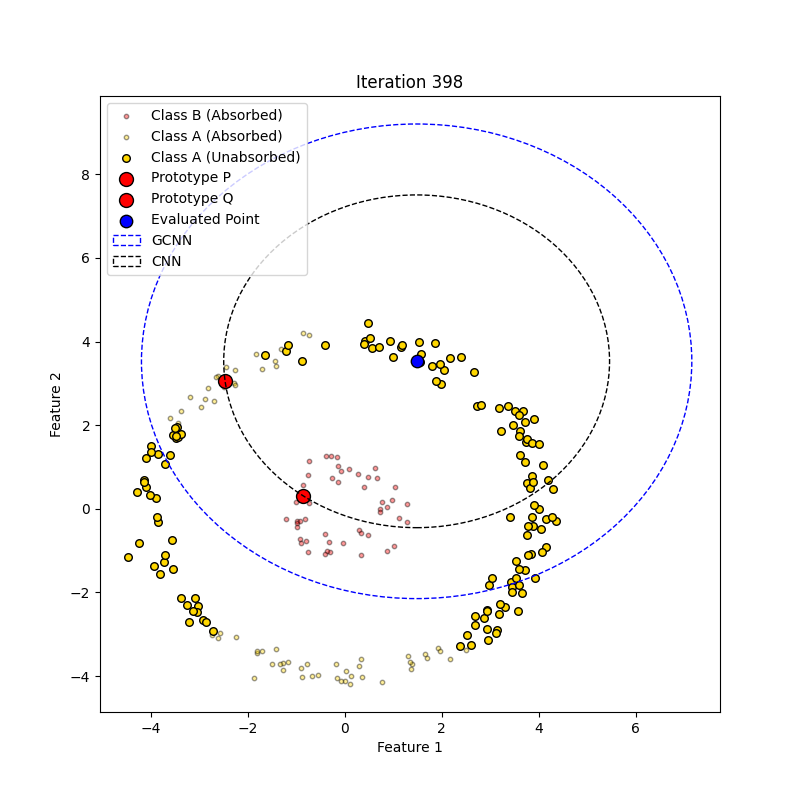 Iteration 398
Class B (Absorbed)
Class A (Absorbed)
Class A (Unabsorbed)
Prototype P
Prototype Q
Evaluated Point
GCNN
CNN
Feature 2
8
6
4
2
0
−2
−4
−4
−2
0
2
4
6
Feature 1